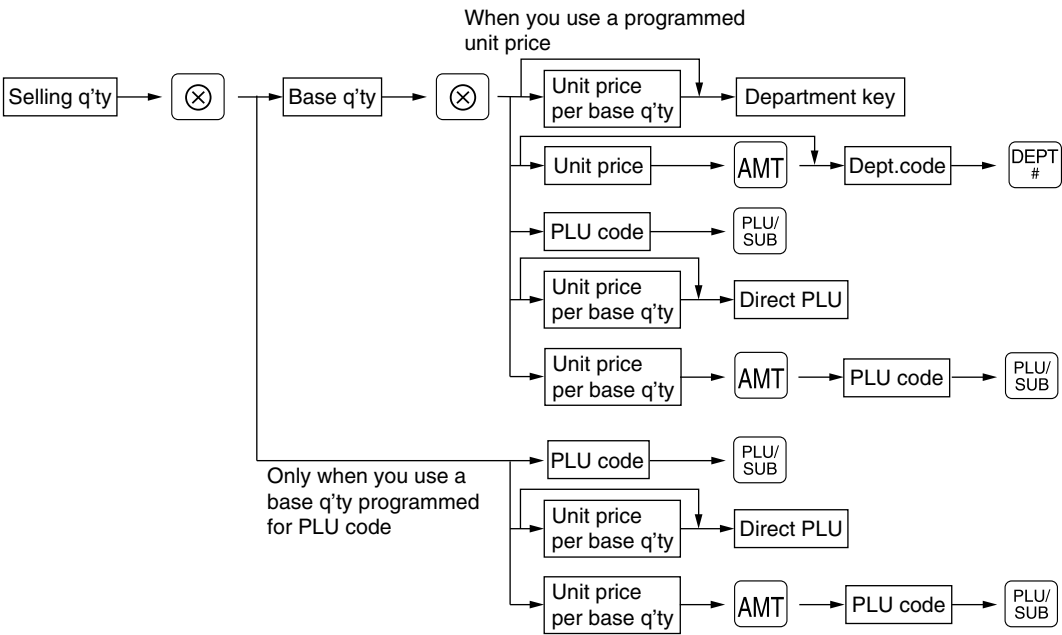 When you use a programmed
unit price
Selling q'ty
⊗
Base q'ty
⊗
Unit price
per base q'ty
Department key
Unit price
AMT
Dept.code
DEPT
#
PLU code
PLU/
SUB
Unit price
per base q'ty
Direct PLU
Unit price
per base q'ty
AMT
PLU code
PLU/
SUB
Only when you use a
base q'ty programmed
for PLU code
PLU code
PLU/
SUB
Unit price
per base q'ty
Direct PLU
Unit price
per base q'ty
AMT
PLU code
PLU/
SUB